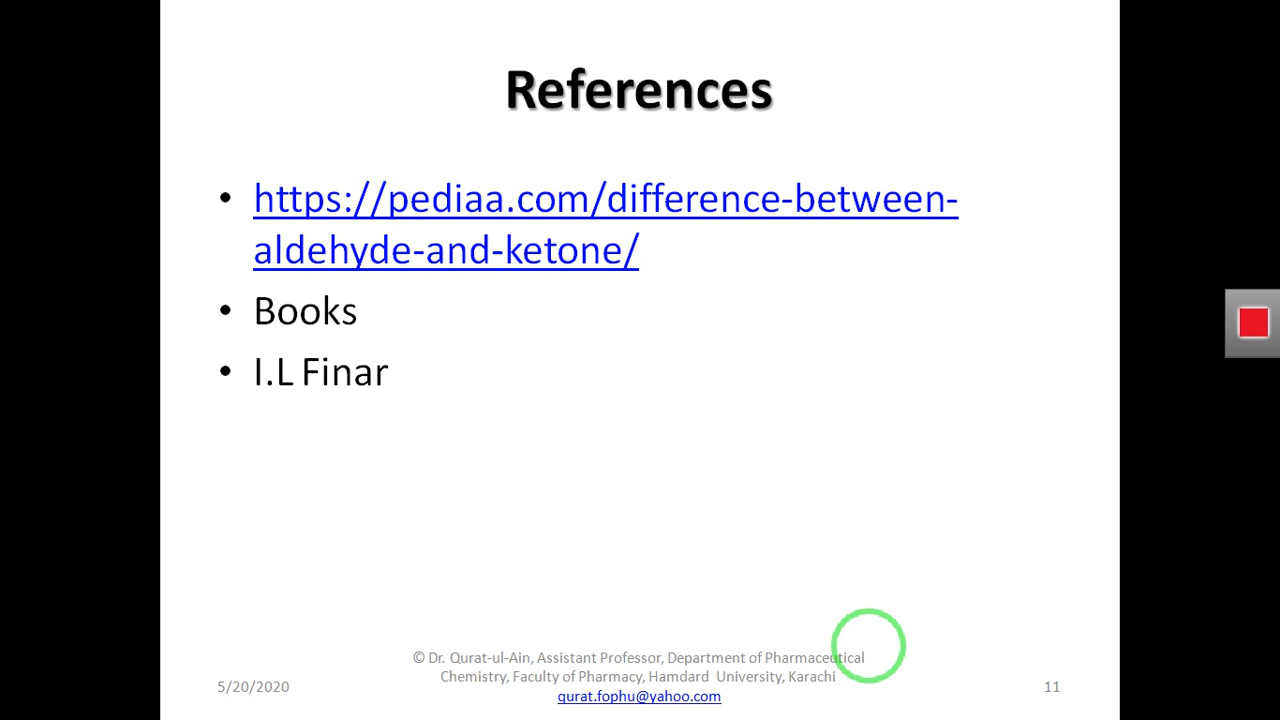 References
• https://pediaa.com/difference-between-
aldehyde-and-ketone/
• Books
• I.L Finar
© Dr. Qurat-ul-Ain, Assistant Professor, Department of Pharmaceutical
Chemistry, Faculty of Pharmacy, Hamdard University, Karachi
qurat.fophu@yahoo.com
5/20/2020
11